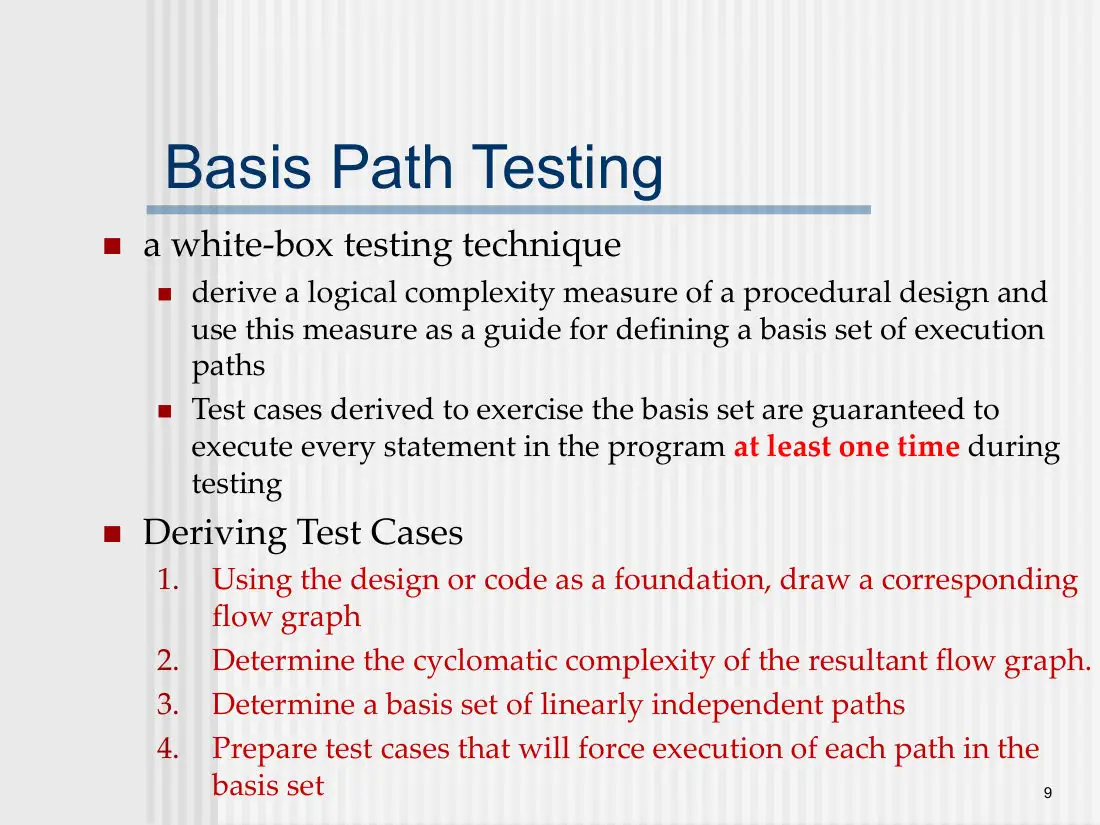 Basis Path Testing
a white-box testing technique
derive a logical complexity measure of a procedural design and
use this measure as a guide for defining a basis set of execution
paths
Test cases derived to exercise the basis set are guaranteed to
execute every statement in the program at least one time during
testing
Deriving Test Cases
1. Using the design or code as a foundation, draw a corresponding
flow graph
2. Determine the cyclomatic complexity of the resultant flow graph.
3. Determine a basis set of linearly independent paths
4. Prepare test cases that will force execution of each path in the
basis set
9